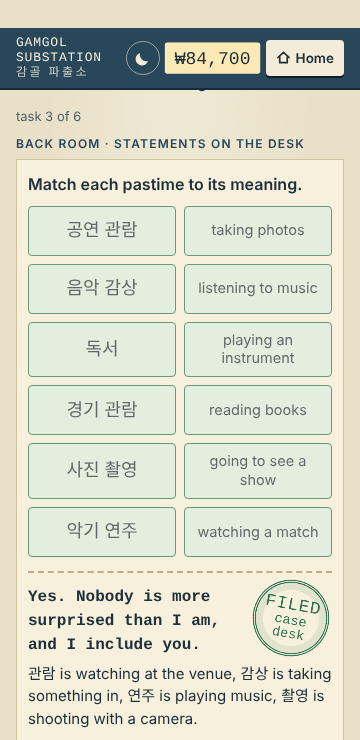 GAMGOL
SUBSTATION
감골 파출소
₩84,700
Home
task 3 of 6
BACK ROOM · STATEMENTS ON THE DESK
Match each pastime to its meaning.
공연 관람
taking photos
음악 감상
listening to music
독서
playing an
instrument
경기 관람
reading books
사진 촬영
going to see a
show
악기 연주
watching a match
Yes. Nobody is more
surprised than I am,
and I include you.
FILED
case
desk
관람 is watching at the venue, 감상 is taking
something in, 연주 is playing music, 촬영 is
shooting with a camera.